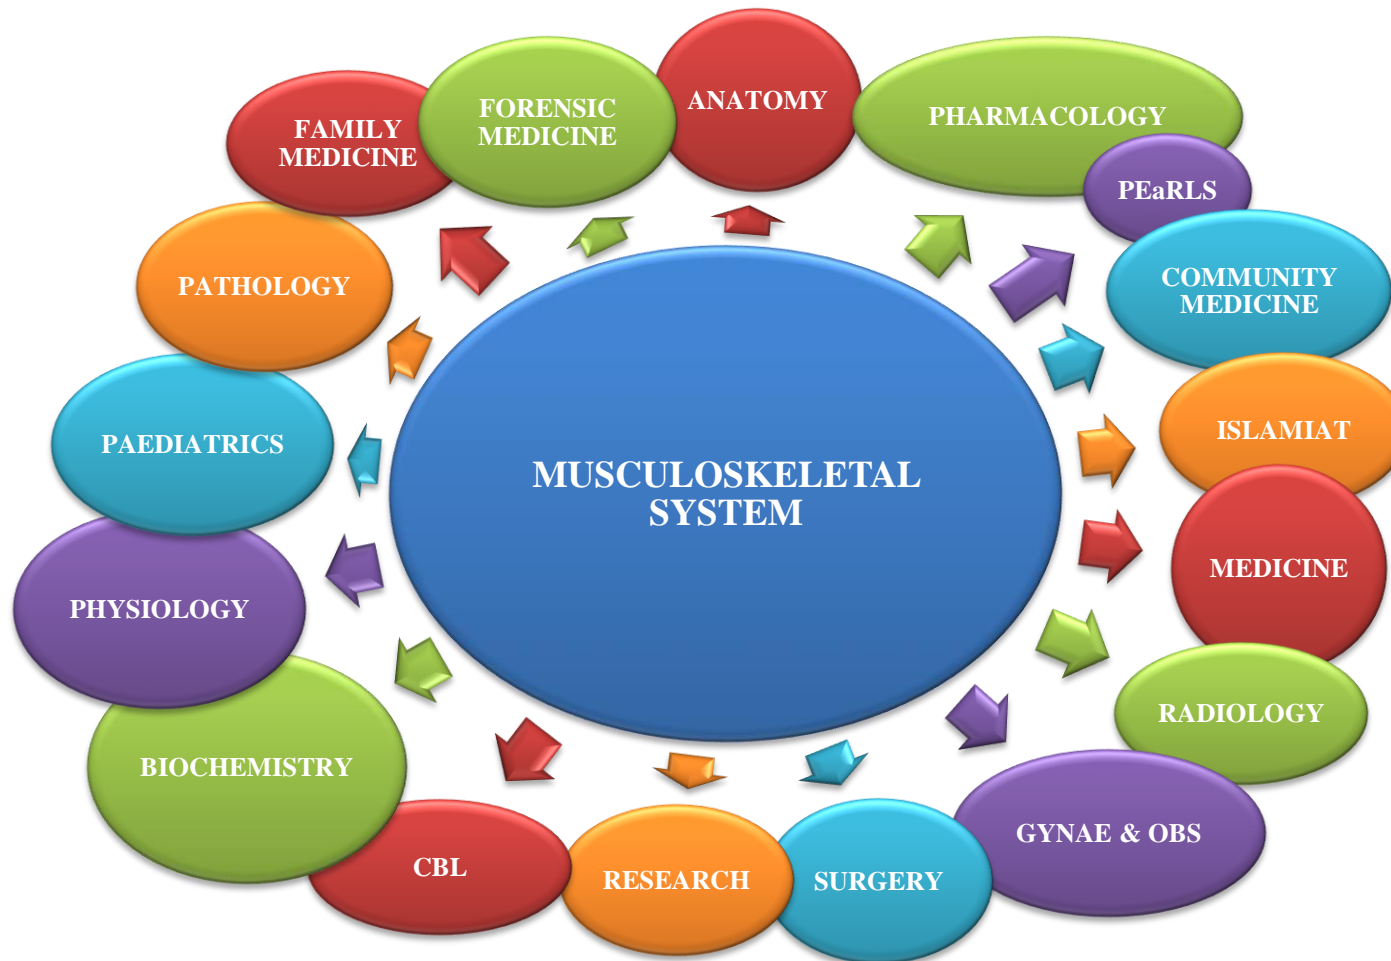 ANATOMY
PHARMACOLOGY
PEaRLS
COMMUNITY
MEDICINE
ISLAMIAT
MEDICINE
RADIOLOGY
GYNAE & OBS
SURGERY
RESEARCH
CBL
BIOCHEMISTRY
PHYSIOLOGY
PAEDIATRICS
PATHOLOGY
FAMILY
MEDICINE
FORENSIC
MEDICINE
MUSCULOSKELETAL
SYSTEM